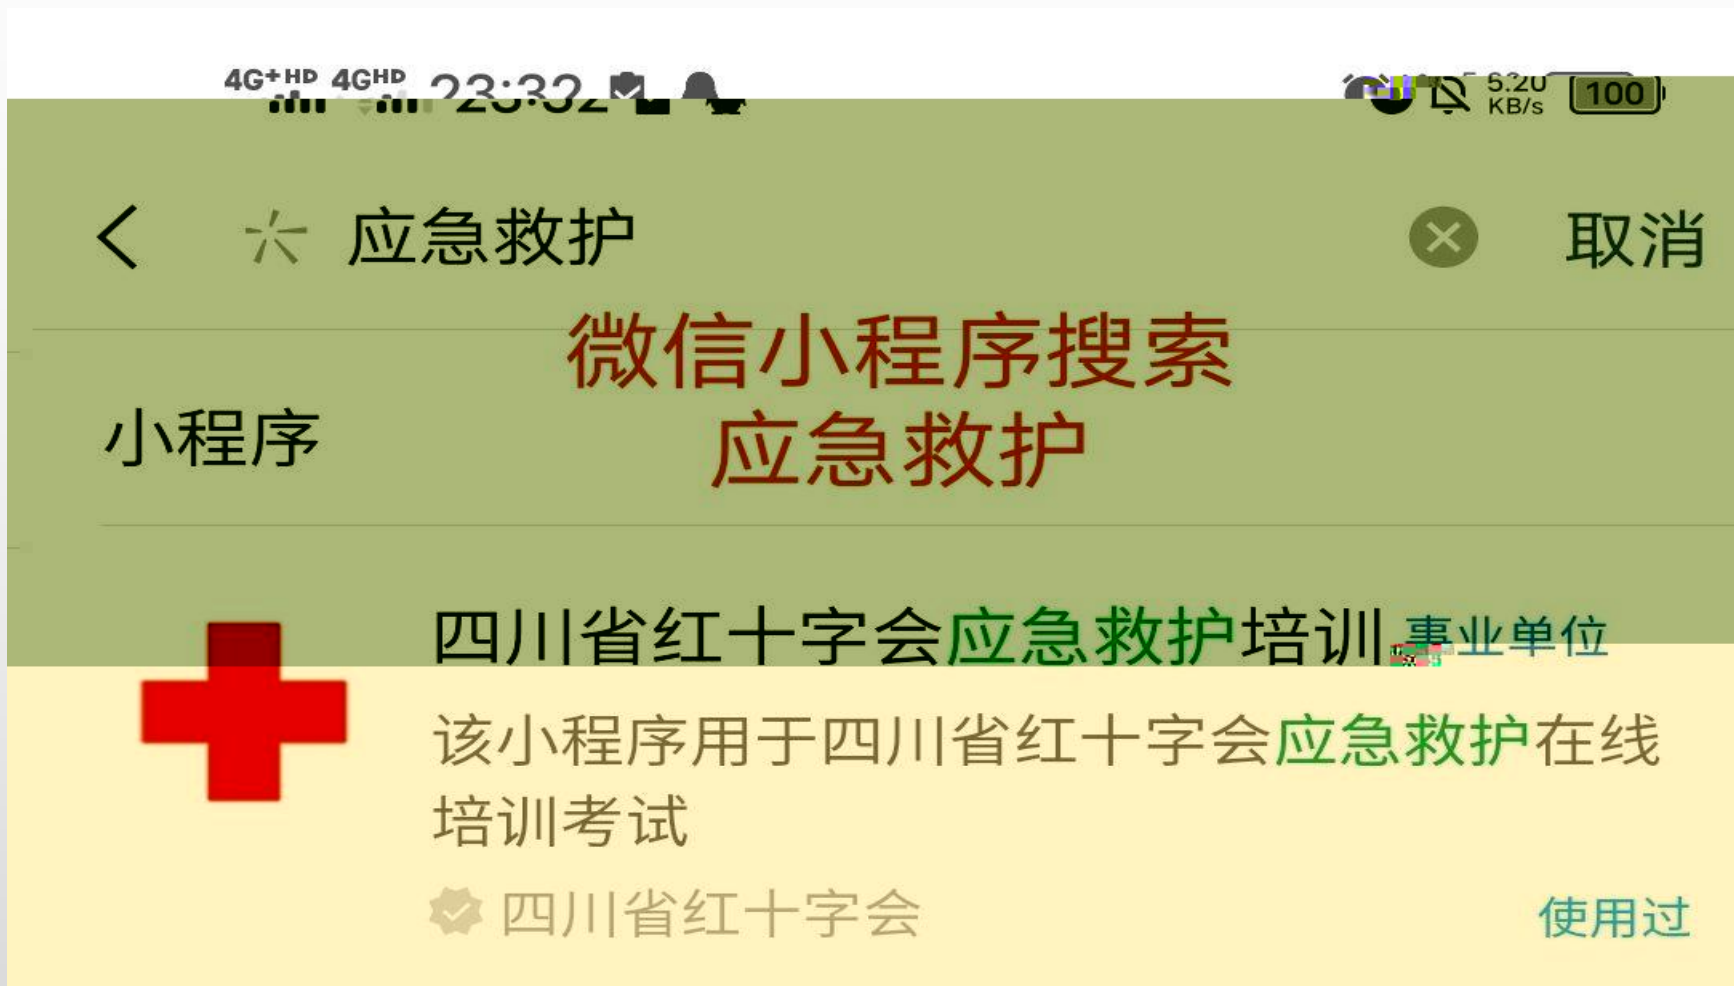 4G+HD 4GHD 23:32 5.20 KB/s 100
应急救护 取消
微信小程序搜索
应急救护
小程序
四川省红十字会应急救护培训 事业单位
该小程序用于四川省红十字会应急救护在线
培训考试
四川省红十字会 使用过